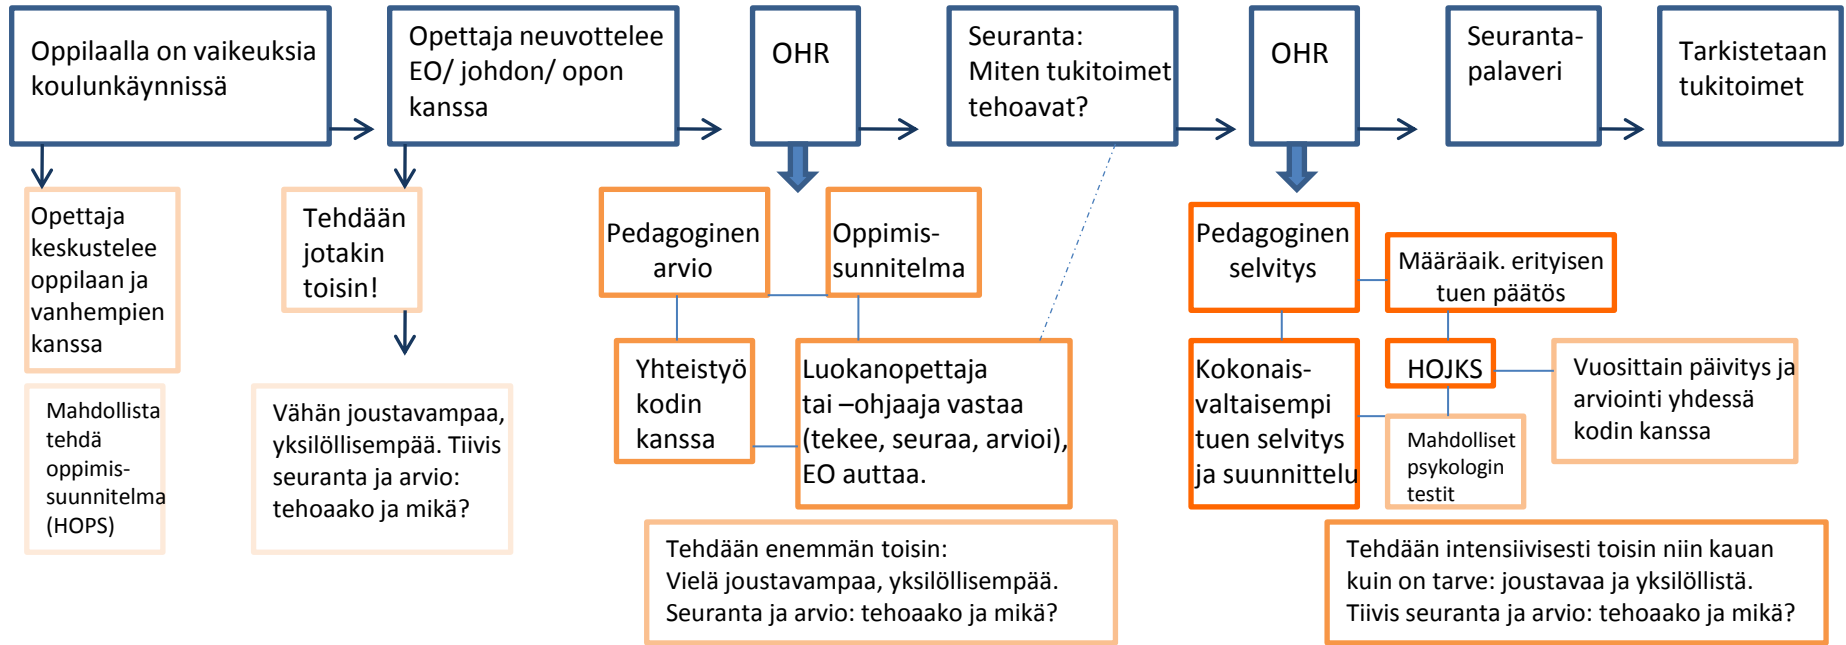 Oppilaalla on vaikeuksia
koulunkäynnissä
Opettaja neuvottelee
EO/ johdon/ opon
kanssa
OHR
Seuranta:
Miten tukitoimet
tehoavat?
OHR
Seuranta-
palaveri
Tarkistetaan
tukitoimet
Opettaja
keskustelee
oppilaan ja
vanhempien
kanssa
Tehdään
jotakin
toisin!
Pedagoginen
arvio
Oppimis-
sunnitelma
Pedagoginen
selvitys
Määräaik. erityisen
tuen päätös
Mahdollista
tehdä
oppimis-
suunnitelma
(HOPS)
Vähän joustavampaa,
yksilöllisempää. Tiivis
seuranta ja arvio:
tehoaako ja mikä?
Yhteistyö
kodin
kanssa
Luokanopettaja
tai –ohjaaja vastaa
(tekee, seuraa, arvioi),
EO auttaa.
Kokonais-
valtaisempi
tuen selvitys
ja suunnittelu
HOJKS
Vuosittain päivitys ja
arviointi yhdessä
kodin kanssa
Mahdolliset
psykologin
testit
Tehdään enemmän toisin:
Vielä joustavampaa, yksilöllisempää.
Seuranta ja arvio: tehoaako ja mikä?
Tehdään intensiivisesti toisin niin kauan
kuin on tarve: joustavaa ja yksilöllistä.
Tiivis seuranta ja arvio: tehoaako ja mikä?